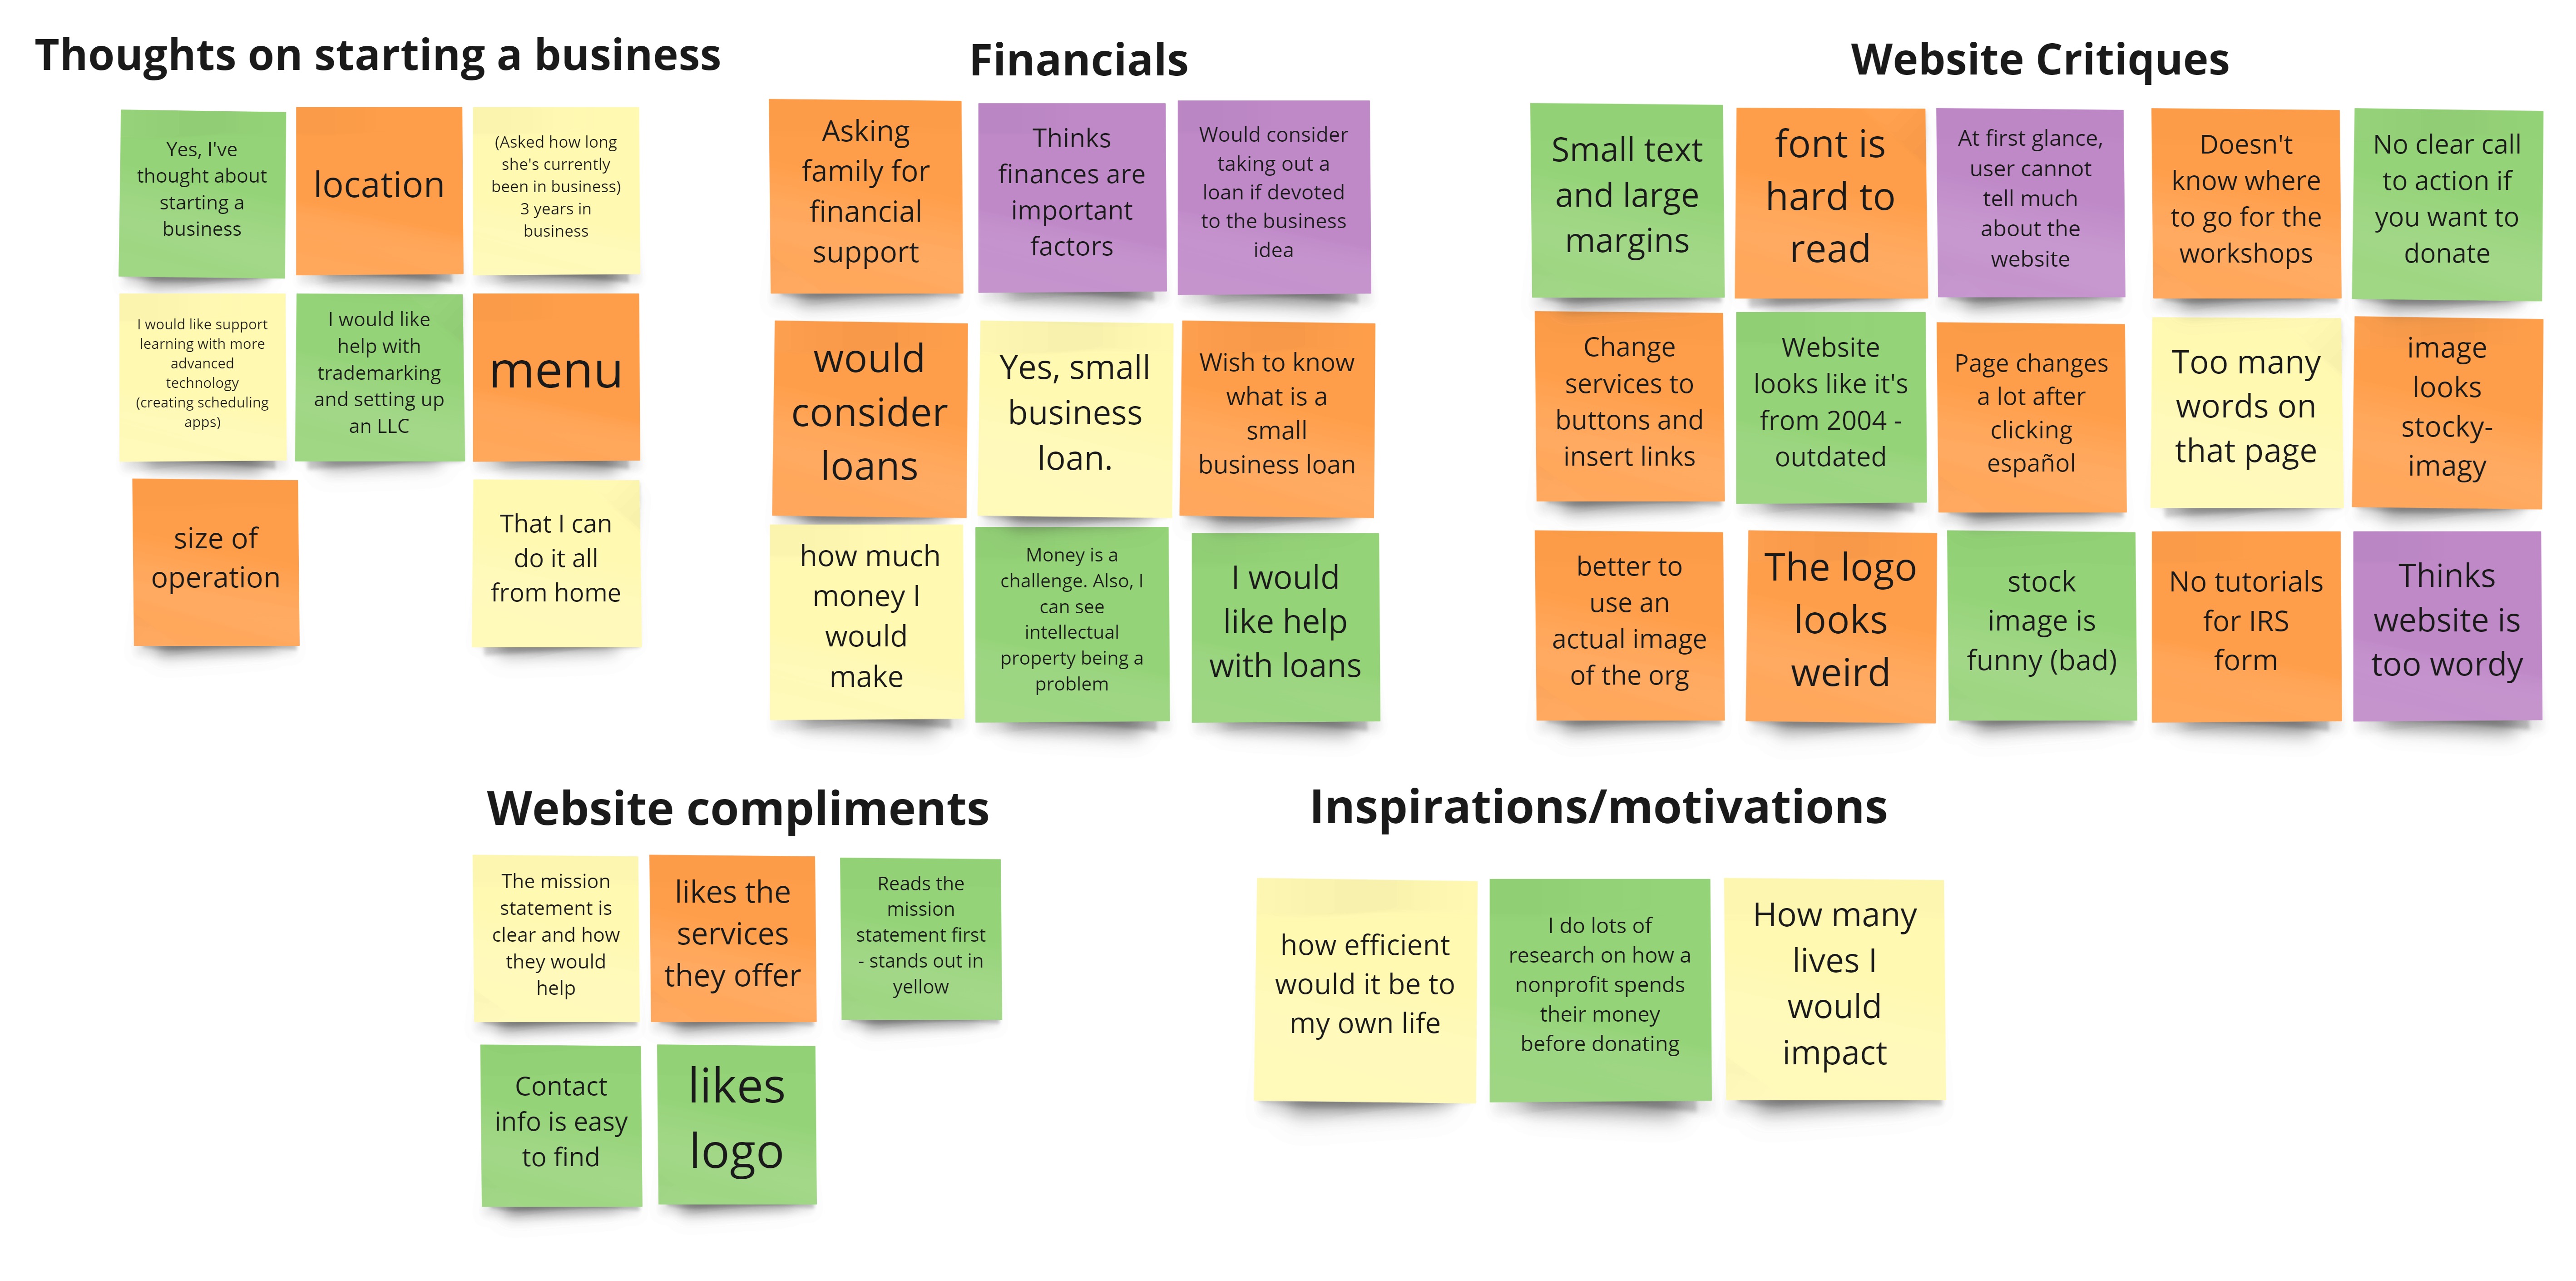 Thoughts on starting a business
Yes, I've
thought about
starting a
business
location
(Asked how long
she's currently
been in business)
3 years in
business
I would like support
learning with more
advanced
technology
(creating scheduling
apps)
I would like
help with
trademarking
and setting up
an LLC
menu
size of
operation
That I can
do it all
from home
Financials
Asking
family for
financial
support
Thinks
finances are
important
factors
Would consider
taking out a
loan if devoted
to the business
idea
would
consider
loans
Yes, small
business
loan.
Wish to know
what is a
small
business loan
how much
money I
would
make
Money is a
challenge. Also, I
can see
intellectual
property being a
problem
I would
like help
with loans
Website Critiques
Small text
and large
margins
font is
hard to
read
At first glance,
user cannot
tell much
about the
website
Doesn't
know where
to go for the
workshops
No clear call
to action if
you want to
donate
Change
services to
buttons and
insert links
Website
looks like it's
from 2004 -
outdated
Page changes
a lot after
clicking
español
Too many
words on
that page
image
looks
stocky-
imagy
better to
use an
actual image
of the org
The logo
looks
weird
stock
image is
funny (bad)
No tutorials
for IRS
form
Thinks
website is
too wordy
Website compliments
The mission
statement is
clear and how
they would
help
likes the
services
they offer
Reads the
mission
statement first
- stands out in
yellow
Contact
info is easy
to find
likes
logo
Inspirations/motivations
how efficient
would it be to
my own life
I do lots of
research on how a
nonprofit spends
their money
before donating
How many
lives I
would
impact